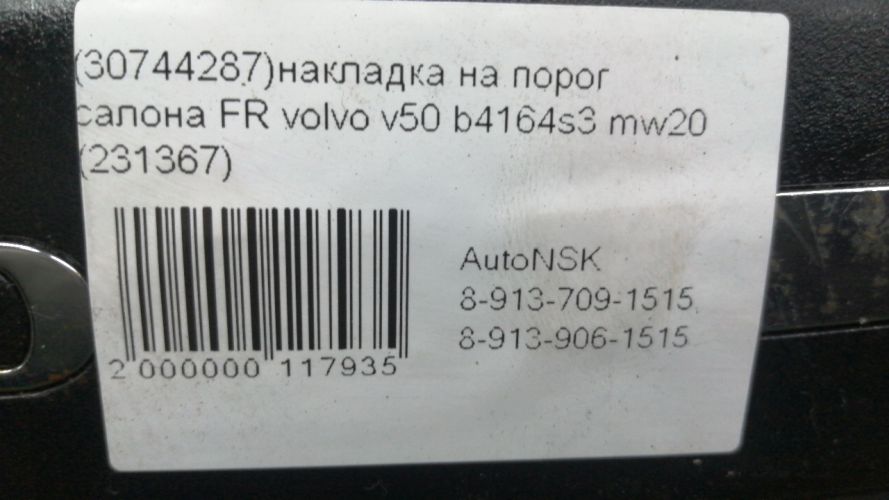 (30744287)накладка на порог
салона FR volvo v50 b4164s3 mw20
(231367)
AutoNSK
8-913-709-1515
8-913-906-1515
2 000000 117935